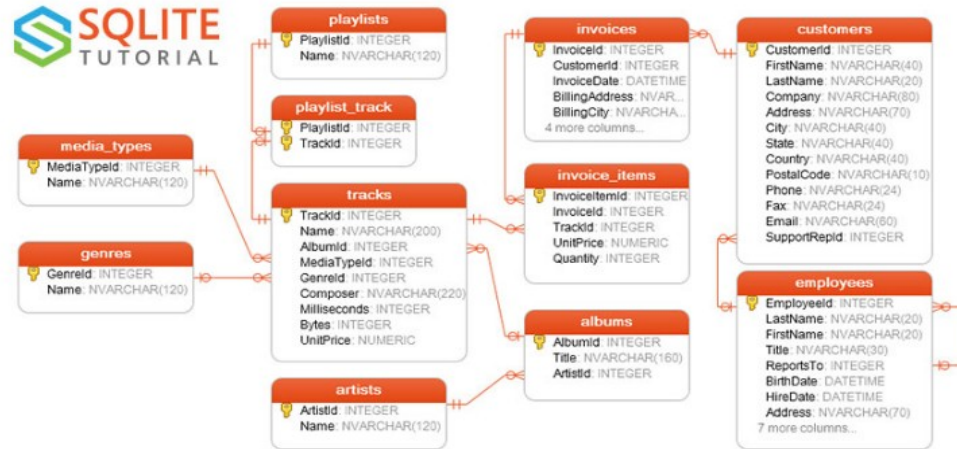 SQLITE
TUTORIAL
playlists
PlaylistId: INTEGER
Name: NVARCHAR(120)
playlist_track
PlaylistId: INTEGER
TrackId: INTEGER
media_types
MediaTypeId: INTEGER
Name: NVARCHAR(120)
genres
GenreId: INTEGER
Name: NVARCHAR(120)
tracks
TrackId: INTEGER
Name: NVARCHAR(200)
AlbumId: INTEGER
MediaTypeId: INTEGER
GenreId: INTEGER
Composer: NVARCHAR(220)
Milliseconds: INTEGER
Bytes: INTEGER
UnitPrice: NUMERIC
artists
ArtistId: INTEGER
Name: NVARCHAR(120)
invoices
InvoiceId: INTEGER
CustomerId: INTEGER
InvoiceDate: DATETIME
BillingAddress: NVAR...
BillingCity: NVARCHA...
4 more columns...
invoice_items
InvoiceItemId: INTEGER
InvoiceId: INTEGER
TrackId: INTEGER
UnitPrice: NUMERIC
Quantity: INTEGER
albums
AlbumId: INTEGER
Title: NVARCHAR(160)
ArtistId: INTEGER
customers
CustomerId: INTEGER
FirstName: NVARCHAR(40)
LastName: NVARCHAR(20)
Company: NVARCHAR(80)
Address: NVARCHAR(70)
City: NVARCHAR(40)
State: NVARCHAR(40)
Country: NVARCHAR(40)
PostalCode: NVARCHAR(10)
Phone: NVARCHAR(24)
Fax: NVARCHAR(24)
Email: NVARCHAR(60)
SupportRepId: INTEGER
employees
EmployeeId: INTEGER
LastName: NVARCHAR(20)
FirstName: NVARCHAR(20)
Title: NVARCHAR(30)
ReportsTo: INTEGER
BirthDate: DATETIME
HireDate: DATETIME
Address: NVARCHAR(70)
7 more columns...